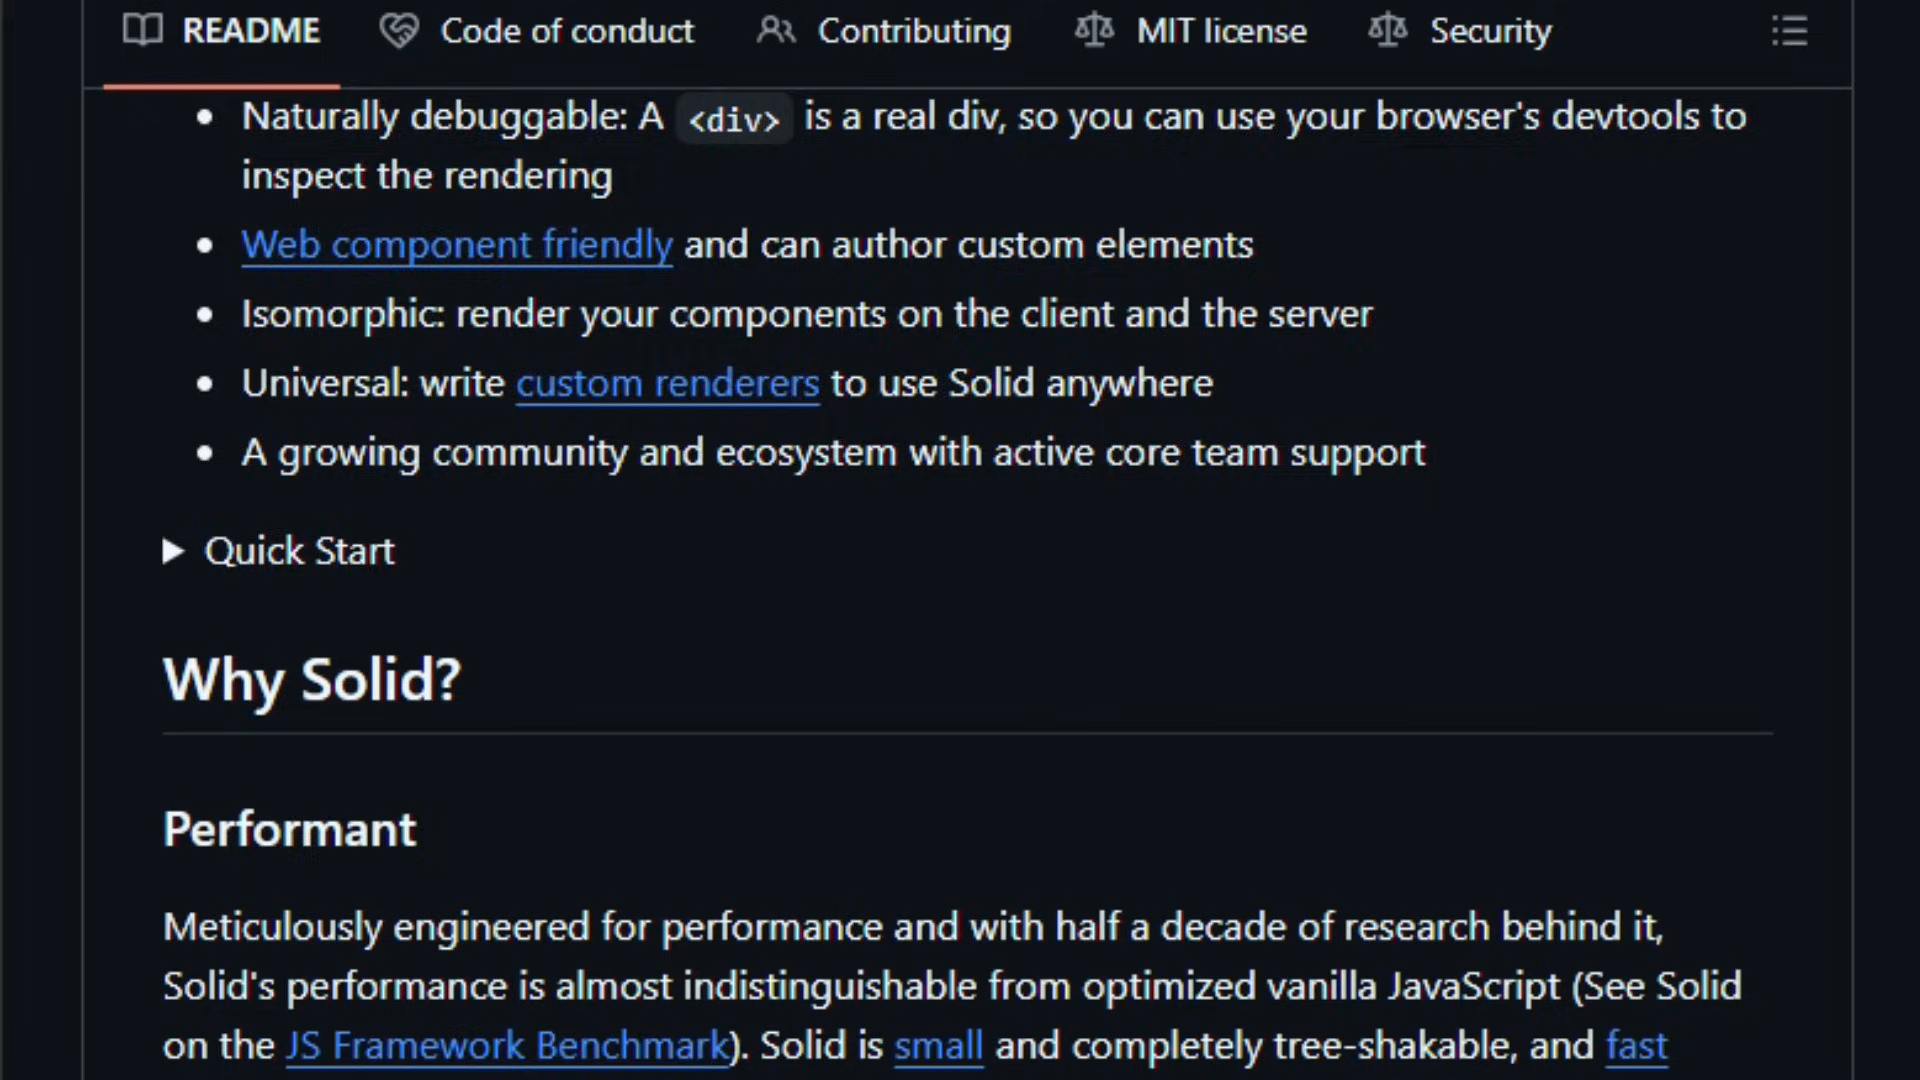 README Code of conduct Contributing MIT license Security
• Naturally debuggable: A <div> is a real div, so you can use your browser's devtools to
inspect the rendering
• Web component friendly and can author custom elements
• Isomorphic: render your components on the client and the server
• Universal: write custom renderers to use Solid anywhere
• A growing community and ecosystem with active core team support
Quick Start
Why Solid?
Performant
Meticulously engineered for performance and with half a decade of research behind it,
Solid's performance is almost indistinguishable from optimized vanilla JavaScript (See Solid
on the JS Framework Benchmark). Solid is small and completely tree-shakable, and fast